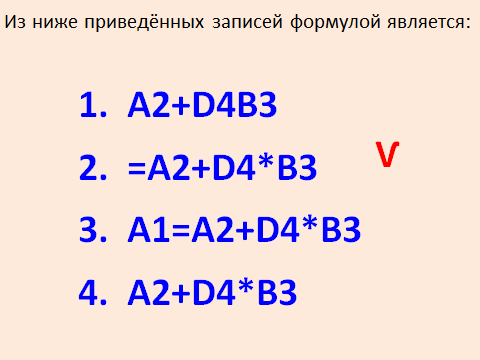 Из ниже приведённых записей формулой является:
1. A2+D4B3
2. =A2+D4*B3 V
3. A1=A2+D4*B3
4. A2+D4*B3